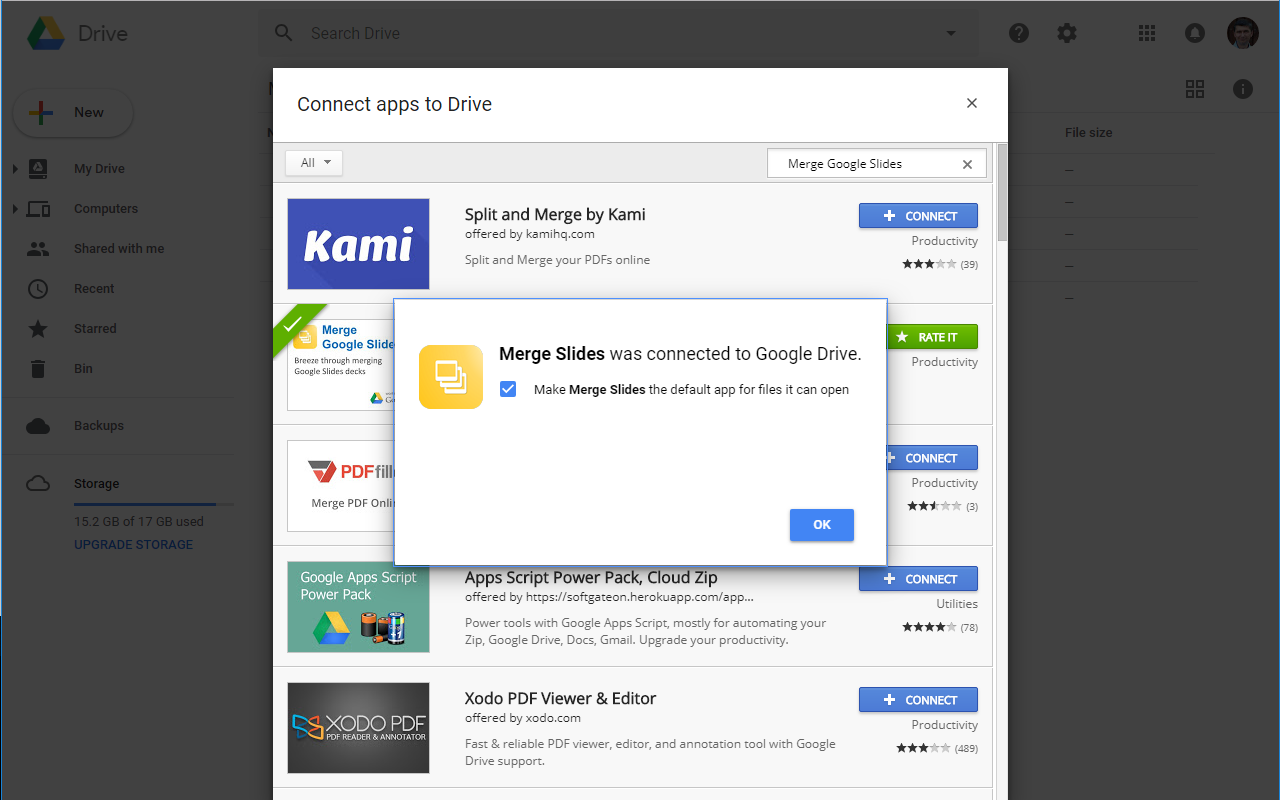 Drive
Search Drive
New
My Drive
Computers
Shared with me
Recent
Starred
Bin
Backups
Storage
15.2 GB of 17 GB used
UPGRADE STORAGE
File size
–
–
–
–
–
Connect apps to Drive
All
Merge Google Slides
Kami
Split and Merge by Kami
offered by kamihq.com
Split and Merge your PDFs online
CONNECT
Productivity
(39)
Merge
Google Slide
Breeze through merging
Google Slides decks
RATE IT
Productivity
Merge Slides was connected to Google Drive.
Make Merge Slides the default app for files it can open
OK
PDFfille
Merge PDF Onli
CONNECT
Productivity
(3)
Google Apps Script
Power Pack
Apps Script Power Pack, Cloud Zip
offered by https://softgateon.herokuapp.com/app...
Power tools with Google Apps Script, mostly for automating your
Zip, Google Drive, Docs, Gmail. Upgrade your productivity.
CONNECT
Utilities
(78)
XODO PDF
PDF READER & ANNOTATOR
Xodo PDF Viewer & Editor
offered by xodo.com
Fast & reliable PDF viewer, editor, and annotation tool with Google
Drive support.
CONNECT
Productivity
(489)